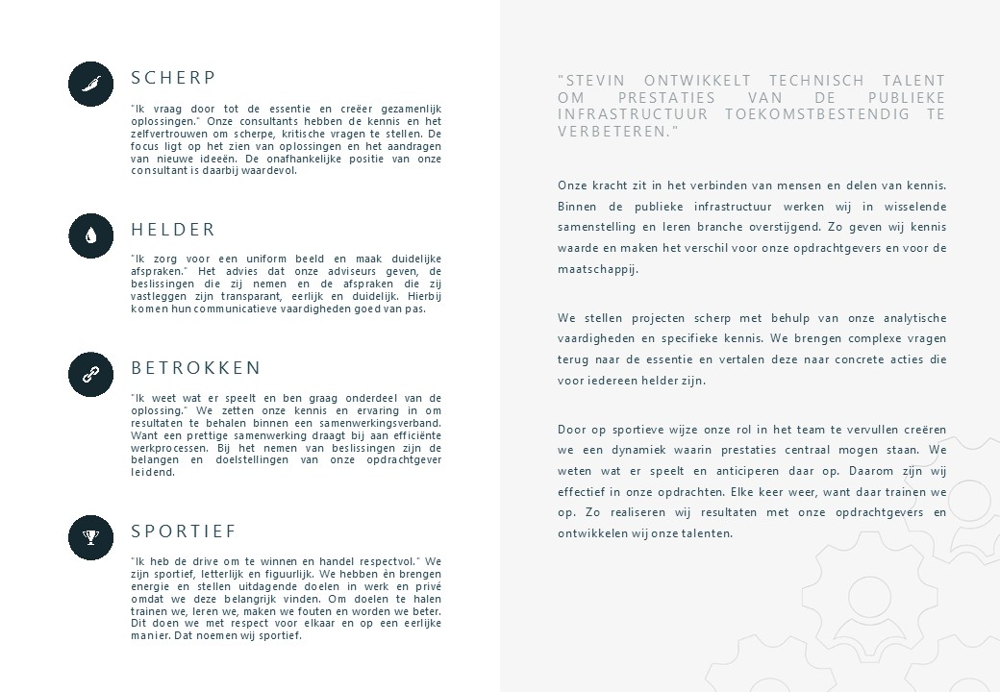 SCHERP
"Ik vraag door tot de essentie en creëer gezamenlijk
oplossingen." Onze consultants hebben de kennis en het
zelfvertrouwen om scherpe, kritische vragen te stellen. De
focus ligt op het zien van oplossingen en het aandragen
van nieuwe ideeën. De onafhankelijke positie van onze
consultant is daarbij waardevol.
HELDER
"Ik zorg voor een uniform beeld en maak duidelijke
afspraken." Het advies dat onze adviseurs geven, de
beslissingen die zij nemen en de afspraken die zij
vastleggen zijn transparant, eerlijk en duidelijk. Hierbij
komen hun communicatieve vaardigheden goed van pas.
BETROKKEN
"Ik weet wat er speelt en ben graag onderdeel van de
oplossing." We zetten onze kennis en ervaring in om
resultaten te behalen binnen een samenwerkingsverband.
Want een prettige samenwerking draagt bij aan efficiënte
werkprocessen. Bij het nemen van beslissingen zijn de
belangen en doelstellingen van onze opdrachtgever
leidend.
SPORTIEF
"Ik heb de drive om te winnen en handel respectvol." We
zijn sportief, letterlijk en figuurlijk. We hebben èn brengen
energie en stellen uitdagende doelen in werk en privé
omdat we deze belangrijk vinden. Om doelen te halen
trainen we, leren we, maken we fouten en worden we beter.
Dit doen we met respect voor elkaar en op een eerlijke
manier. Dat noemen wij sportief.
"STEVIN ONTWIKKELT TECHNISCH TALENT
OM PRESTATIES VAN DE PUBLIEKE
INFRASTRUCTUUR TOEKOMSTBESTENDIG TE
VERBETEREN."
Onze kracht zit in het verbinden van mensen en delen van kennis.
Binnen de publieke infrastructuur werken wij in wisselende
samenstelling en leren branche overstijgend. Zo geven wij kennis
waarde en maken het verschil voor onze opdrachtgevers en voor de
maatschappij.
We stellen projecten scherp met behulp van onze analytische
vaardigheden en specifieke kennis. We brengen complexe vragen
terug naar de essentie en vertalen deze naar concrete acties die
voor iedereen helder zijn.
Door op sportieve wijze onze rol in het team te vervullen creëren
we een dynamiek waarin prestaties centraal mogen staan. We
weten wat er speelt en anticiperen daar op. Daarom zijn wij
effectief in onze opdrachten. Elke keer weer, want daar trainen we
op. Zo realiseren wij resultaten met onze opdrachtgevers en
ontwikkelen wij onze talenten.